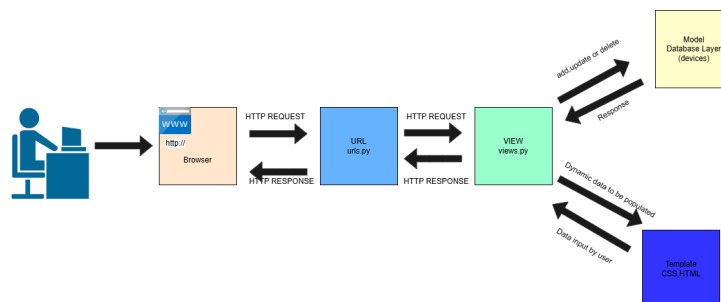 WWW
http://
Browser
HTTP REQUEST
HTTP RESPONSE
URL
urls.py
HTTP REQUEST
HTTP RESPONSE
VIEW
views.py
add,update or delete
Response
Model
Database Layer
(devices)
Dynamic data to be populated
Data input by user
Template
CSS,HTML